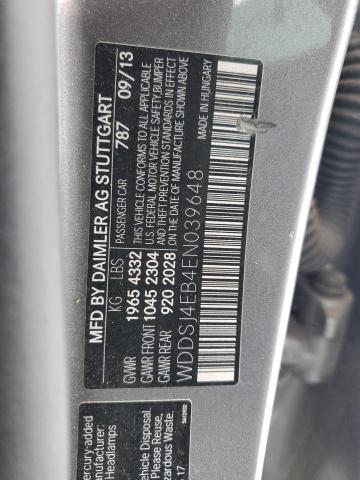 MFD BY DAIMLER AG STUTTGART
PASSENGER CAR 787 09/13
KG LBS
GVWR 1965 4332
GAWR FRONT 1045 2304
GAWR REAR 920 2028
THIS VEHICLE CONFORMS TO ALL APPLICABLE
U.S. FEDERAL MOTOR VEHICLE SAFETY/BUMPER
AND THEFT PREVENTION STANDARDS IN EFFECT
ON THE DATE OF MANUFACTURE SHOWN ABOVE
WDDSJ4EB4EN039648
MADE IN HUNGARY
ercury-added
Headlamps
ehicle Disposal.
Please Reuse,
zardous Waste.
17